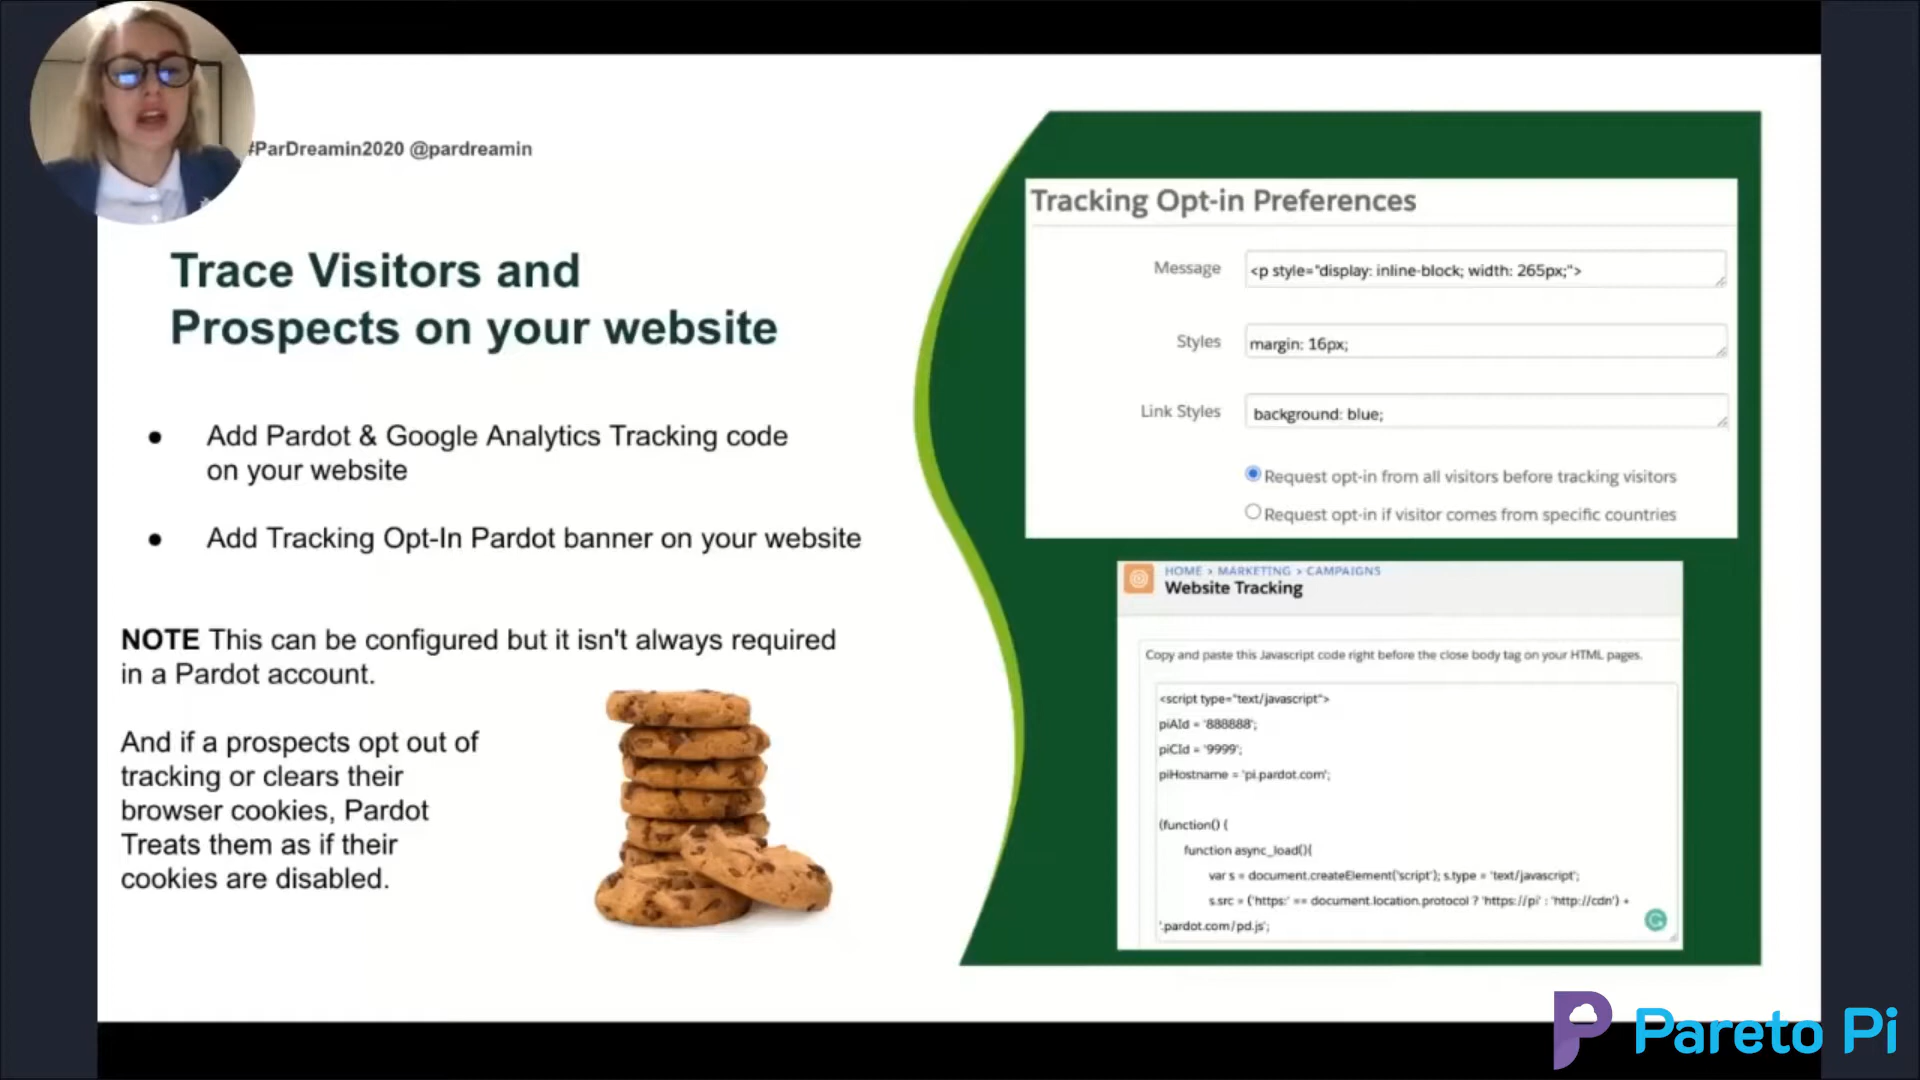 #ParDreamin2020 @pardreamin
Trace Visitors and
Prospects on your website
● Add Pardot & Google Analytics Tracking code
on your website
● Add Tracking Opt-In Pardot banner on your website
NOTE This can be configured but it isn't always required
in a Pardot account.
And if a prospects opt out of
tracking or clears their
browser cookies, Pardot
Treats them as if their
cookies are disabled.
Tracking Opt-in Preferences
Message <p style="display: inline-block; width: 265px;">
Styles margin: 16px;
Link Styles background: blue;
Request opt-in from all visitors before tracking visitors
Request opt-in if visitor comes from specific countries
HOME > MARKETING > CAMPAIGNS
Website Tracking
Copy and paste this Javascript code right before the close body tag on your HTML pages.
<script type="text/javascript">
piAId = '888888';
piCId = '9999';
piHostname = 'pi.pardot.com';
(function() {
function async_load(){
var s = document.createElement('script'); s.type = 'text/javascript';
s.src = ('https:' == document.location.protocol ? 'https://pi' : 'http://cdn') +
'.pardot.com/pd.js';
Pareto Pi